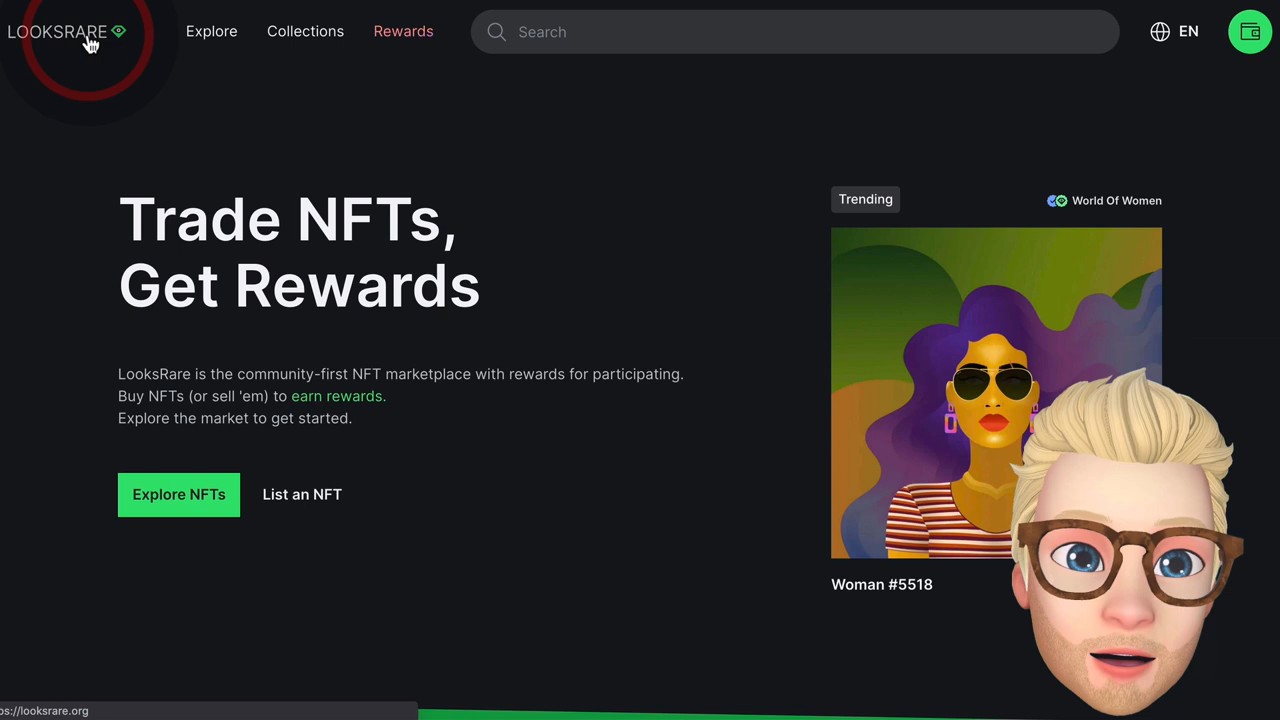 LOOKSRARE
Explore
Collections
Rewards
Search
EN
Trade NFTs,
Get Rewards
LooksRare is the community-first NFT marketplace with rewards for participating.
Buy NFTs (or sell 'em) to earn rewards.
Explore the market to get started.
Explore NFTs
List an NFT
Trending
World Of Women
Woman #5518
ps://looksrare.org